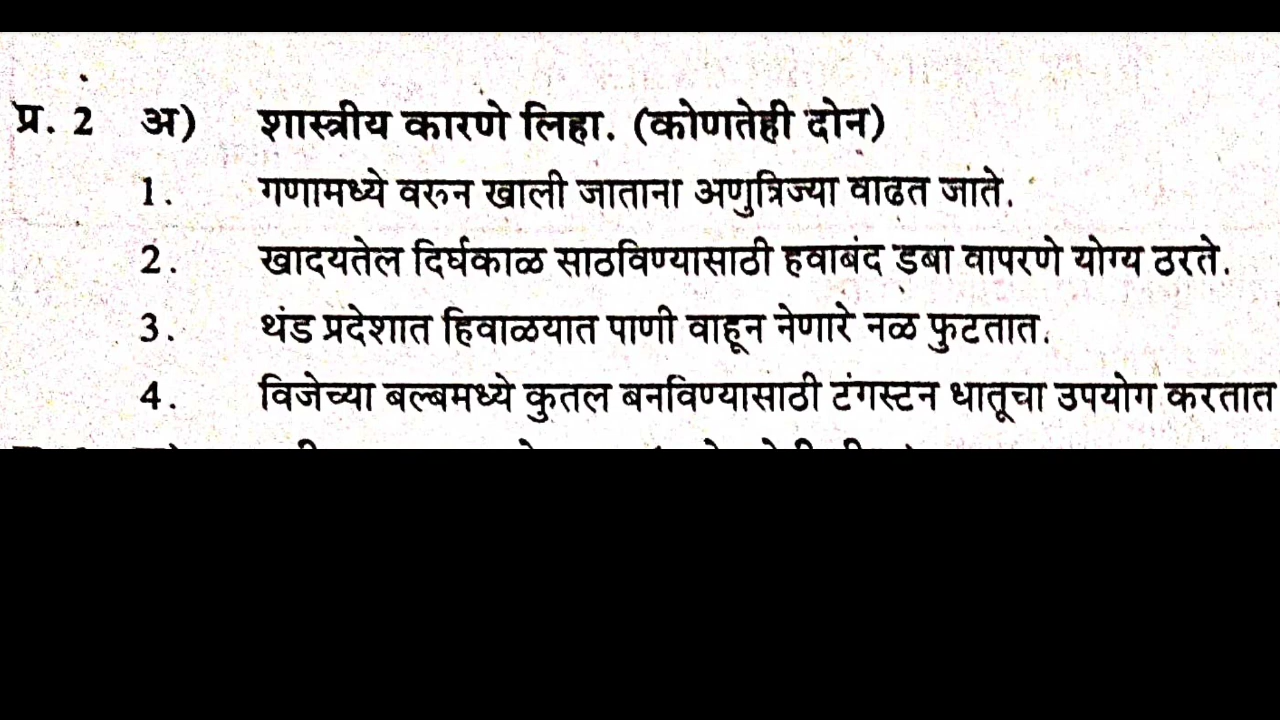 प्र. 2 अ) शास्त्रीय कारणे लिहा. (कोणतेही दोन)
1. गणामध्ये वरून खाली जाताना अणुत्रिज्या वाढत जाते.
2. खादयतेल दिर्घकाळ साठविण्यासाठी हवाबंद डबा वापरणे योग्य ठरते.
3. थंड प्रदेशात हिवाळयात पाणी वाहून नेणारे नळ फुटतात.
4. विजेच्या बल्बमध्ये कुतल बनविण्यासाठी टंगस्टन धातूचा उपयोग करतात